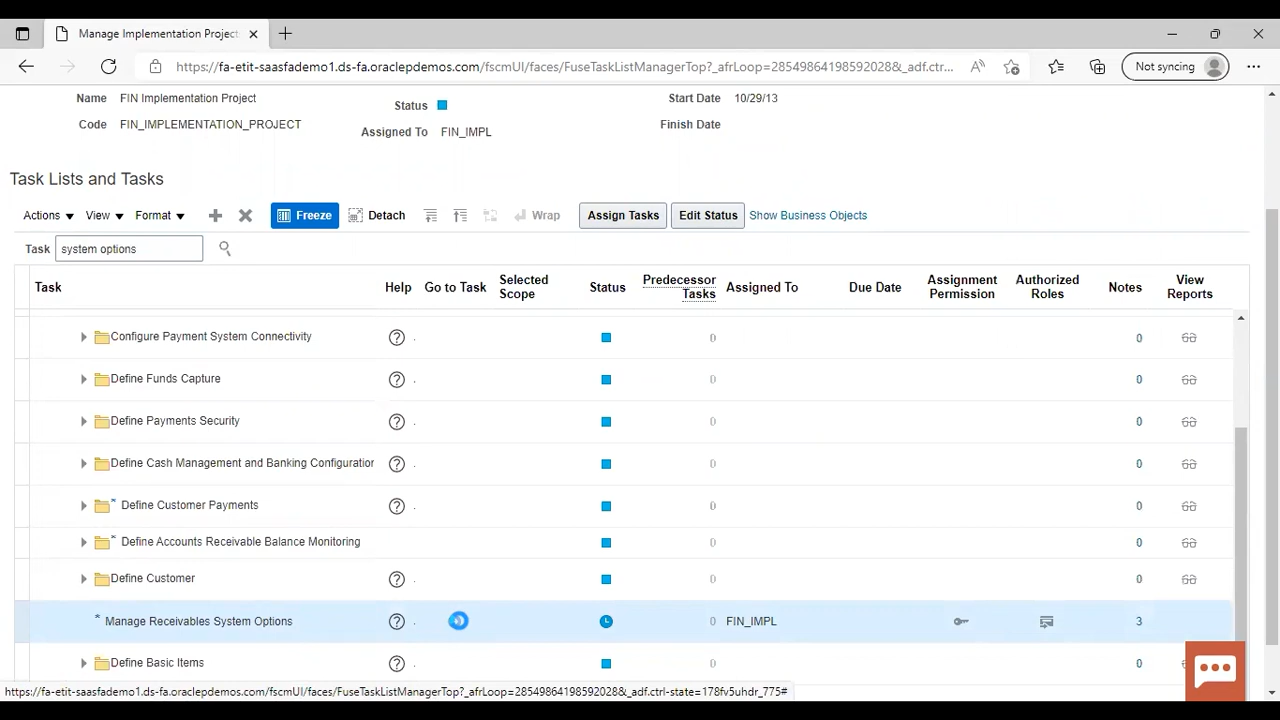 Manage Implementation Project
https://fa-etit-saasfademo1.ds-fa.oraclepdemos.com/fscmUI/faces/FuseTaskListManagerTop?_afrLoop=28549864198592028&_adf.ctr...
Not syncing
Name FIN Implementation Project Status Start Date 10/29/13
Code FIN_IMPLEMENTATION_PROJECT Assigned To FIN_IMPL Finish Date
Task Lists and Tasks
Actions View Format Freeze Detach Wrap Assign Tasks Edit Status Show Business Objects
Task system options
Task Help Go to Task Selected Scope Status Predecessor Tasks Assigned To Due Date Assignment Permission Authorized Roles Notes View Reports
Configure Payment System Connectivity ? . 0 0
Define Funds Capture ? . 0 0
Define Payments Security ? . 0 0
Define Cash Management and Banking Configuration ? . 0 0
* Define Customer Payments ? . 0 0
* Define Accounts Receivable Balance Monitoring 0 0
Define Customer ? . 0 0
* Manage Receivables System Options ? . 0 FIN_IMPL 3
Define Basic Items ? . 0 0
https://fa-etit-saasfademo1.ds-fa.oraclepdemos.com/fscmUI/faces/FuseTaskListManagerTop?_afrLoop=28549864198592028&_adf.ctrl-state=178fv5uhdr_775#